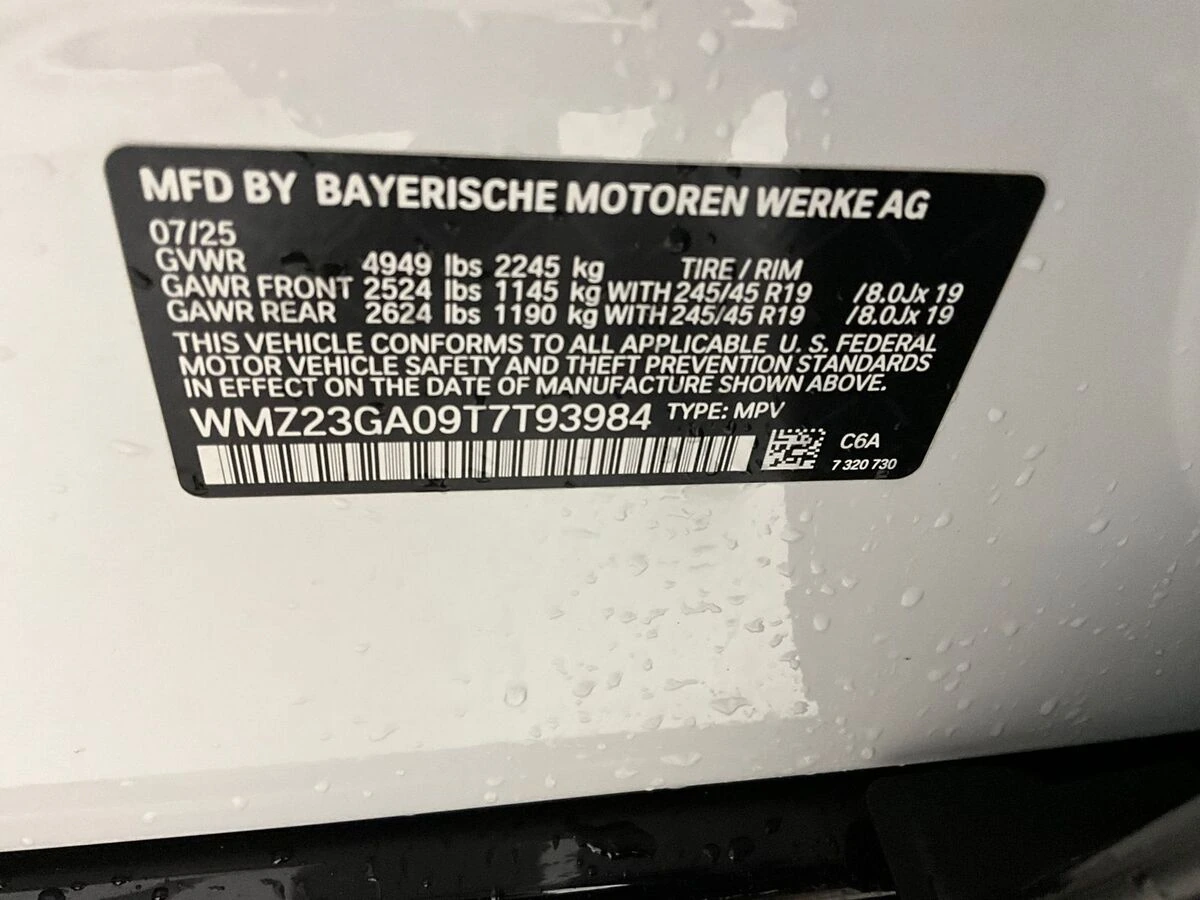 MFD BY BAYERISCHE MOTOREN WERKE AG
07/25
GVWR 4949 lbs 2245 kg TIRE / RIM
GAWR FRONT 2524 lbs 1145 kg WITH 245/45 R19 /8.0Jx 19
GAWR REAR 2624 lbs 1190 kg WITH 245/45 R19 /8.0Jx 19
THIS VEHICLE CONFORMS TO ALL APPLICABLE U. S. FEDERAL
MOTOR VEHICLE SAFETY AND THEFT PREVENTION STANDARDS
IN EFFECT ON THE DATE OF MANUFACTURE SHOWN ABOVE.
WMZ23GA09T7T93984 TYPE: MPV
C6A
7 320 730